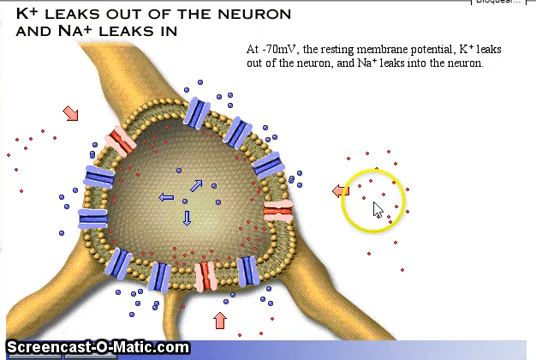 Bloquear...
K+ LEAKS OUT OF THE NEURON
AND NA+ LEAKS IN
At -70mV, the resting membrane potential, K+ leaks
out of the neuron, and Na+ leaks into the neuron.
Screencast-O-Matic.com